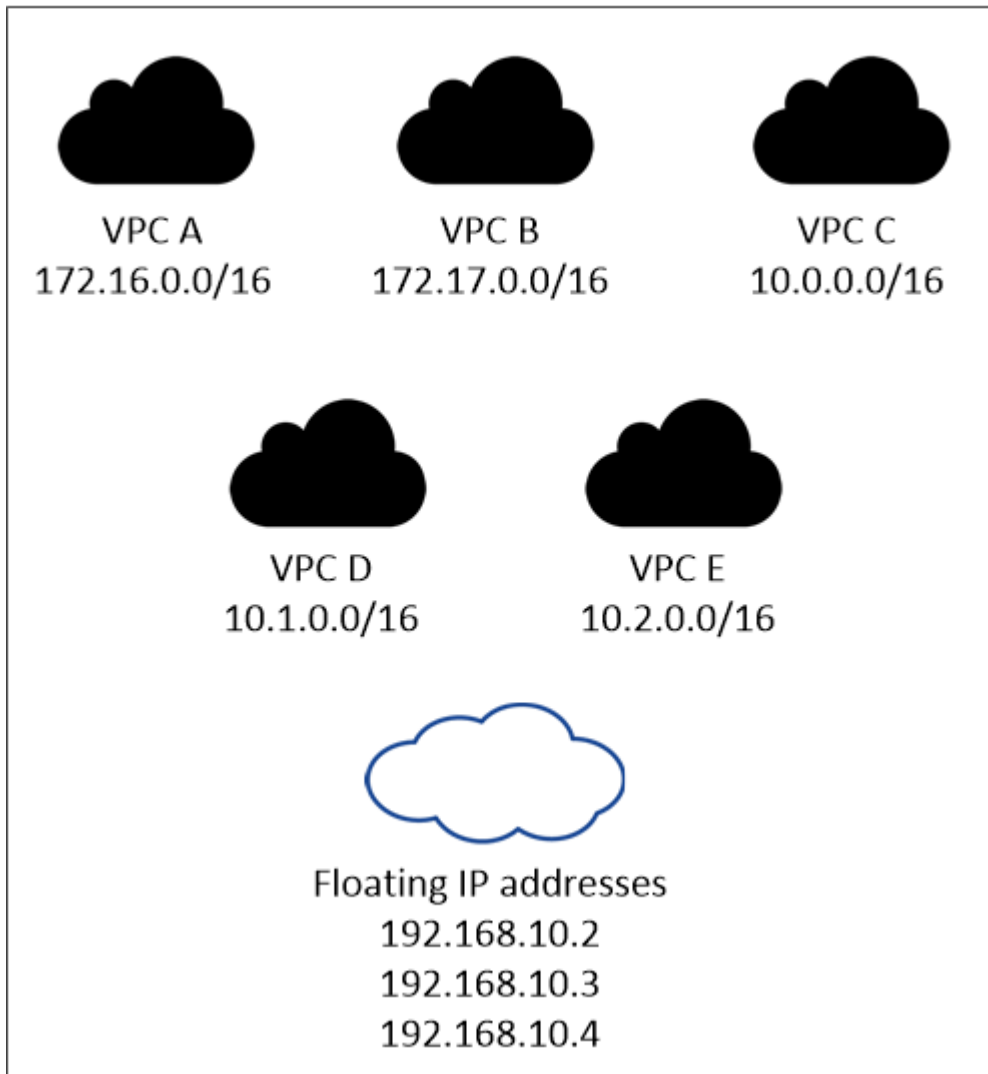 VPC A
172.16.0.0/16
VPC B
172.17.0.0/16
VPC C
10.0.0.0/16
VPC D
10.1.0.0/16
VPC E
10.2.0.0/16
Floating IP addresses
192.168.10.2
192.168.10.3
192.168.10.4